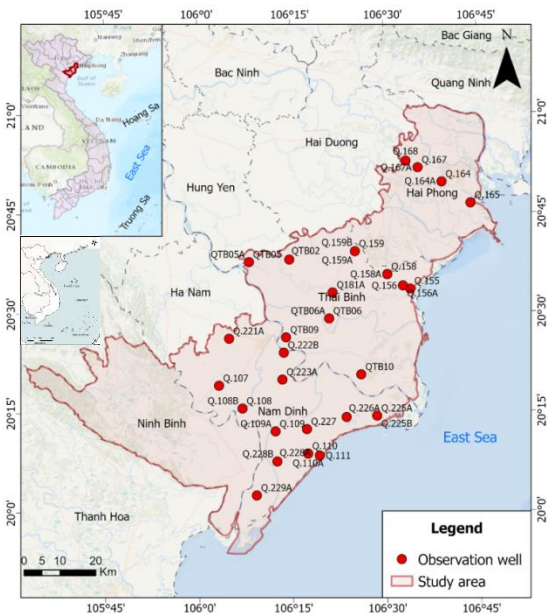 105°45'
106°0'
106°15'
106°30'
106°45'
Bac Giang
Bac Ninh
Quang Ninh
Hai Duong
Hung Yen
Ha Nam
Thanh Hoa
Hai Phong
Thai Binh
Nam Dinh
Ninh Binh
East Sea
21°0'
20°45'
20°30'
20°15'
20°0'
21°0'
20°45'
20°30'
20°15'
20°0'
Q.168
Q.167
Q.167A
Q.164
Q.164A
Q.165
Q.159B
Q.159
Q.159A
QTB05A
QTB05
QTB02
Q.158
Q.158A
Q.155
Q.156
Q.156A
Q181A
QTB06A
QTB06
Q.221A
QTB09
Q.222B
Q.107
Q.223A
QTB10
Q.108B
Q.108
Q.226A
Q.225A
Q.225B
Q.109A
Q.109
Q.227
Q.110
Q.228B
Q.228A
Q.110A
Q.111
Q.229A
Hoang Sa
East Sea
Truong Sa
VIETNAM
CAMBODIA
LAND
0 5 10 20
Km
Legend
Observation well
Study area
105°45'
106°0'
106°15'
106°30'
106°45'